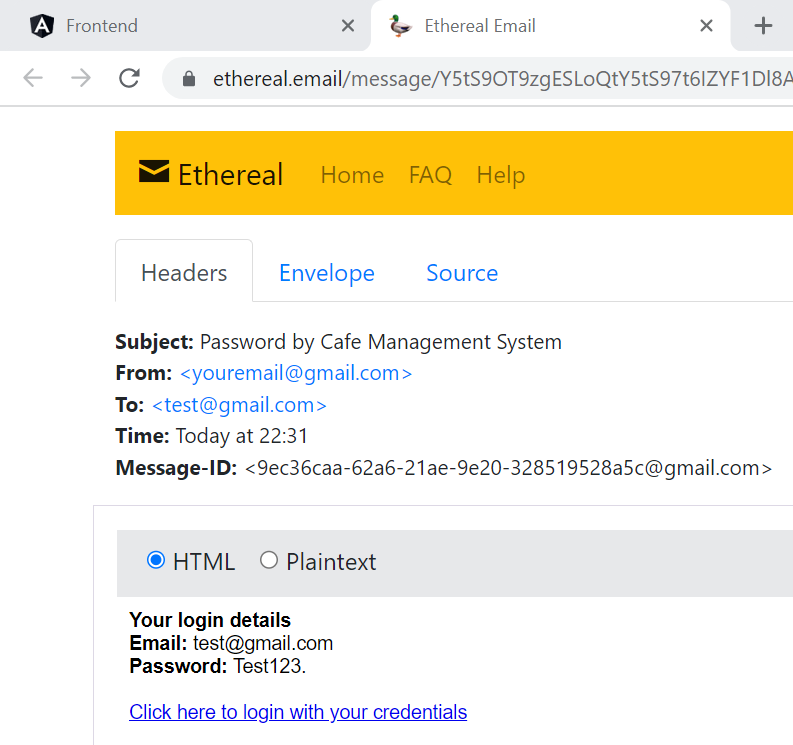 Frontend
Ethereal Email
ethereal.email/message/Y5tS9OT9zgESLoQtY5tS97t6IZYF1Dl8A
Ethereal Home FAQ Help
Headers Envelope Source
Subject: Password by Cafe Management System
From: <youremail@gmail.com>
To: <test@gmail.com>
Time: Today at 22:31
Message-ID: <9ec36caa-62a6-21ae-9e20-328519528a5c@gmail.com>
HTML Plaintext
Your login details
Email: test@gmail.com
Password: Test123.
Click here to login with your credentials